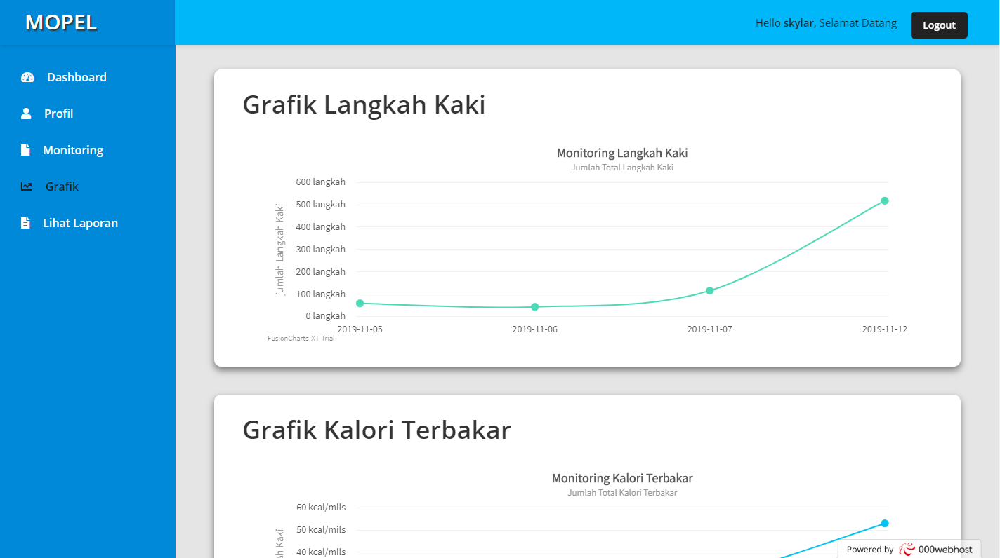 MOPEL
Hello skylar, Selamat Datang
Logout
Dashboard
Profil
Monitoring
Grafik
Lihat Laporan
Grafik Langkah Kaki
Monitoring Langkah Kaki
Jumlah Total Langkah Kaki
jumlah Langkah Kaki
600 langkah
500 langkah
400 langkah
300 langkah
200 langkah
100 langkah
0 langkah
2019-11-05 2019-11-06 2019-11-07 2019-11-12
FusionCharts XT Trial
Grafik Kalori Terbakar
Monitoring Kalori Terbakar
Jumlah Total Kalori Terbakar
60 kcal/mils
50 kcal/mils
40 kcal/mils
Kaki
Powered by 000webhost